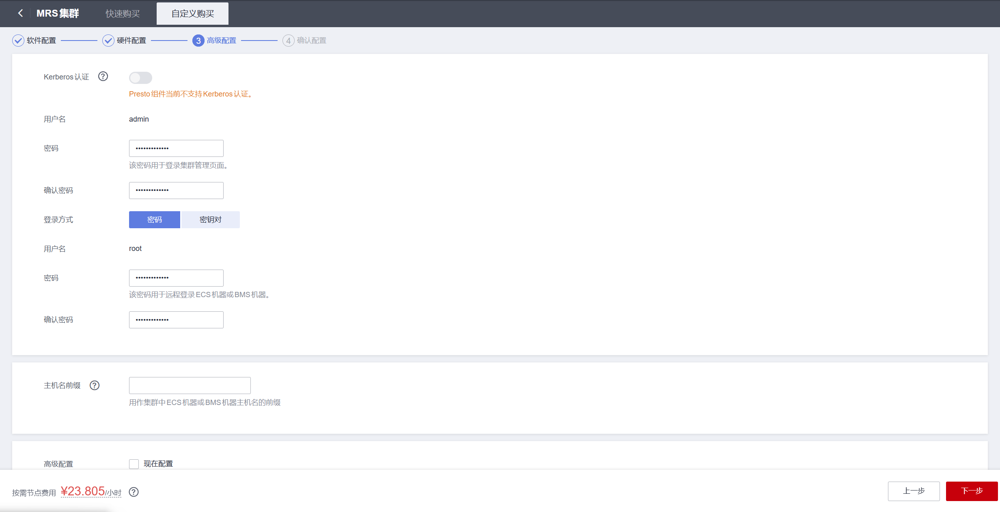 MRS集群 快速购买 自定义购买
软件配置 硬件配置 3 高级配置 4 确认配置
Kerberos认证 ?
Presto组件当前不支持Kerberos认证。
用户名 admin
密码 •••••••••••••
该密码用于登录集群管理页面。
确认密码 •••••••••••••
登录方式 密码 密钥对
用户名 root
密码 •••••••••••••
该密码用于远程登录ECS机器或BMS机器。
确认密码 •••••••••••••
主机名前缀 ?
用作集群中ECS机器或BMS机器主机名的前缀
高级配置 现在配置
按需节点费用 ¥23.805/小时 ? 上一步 下一步